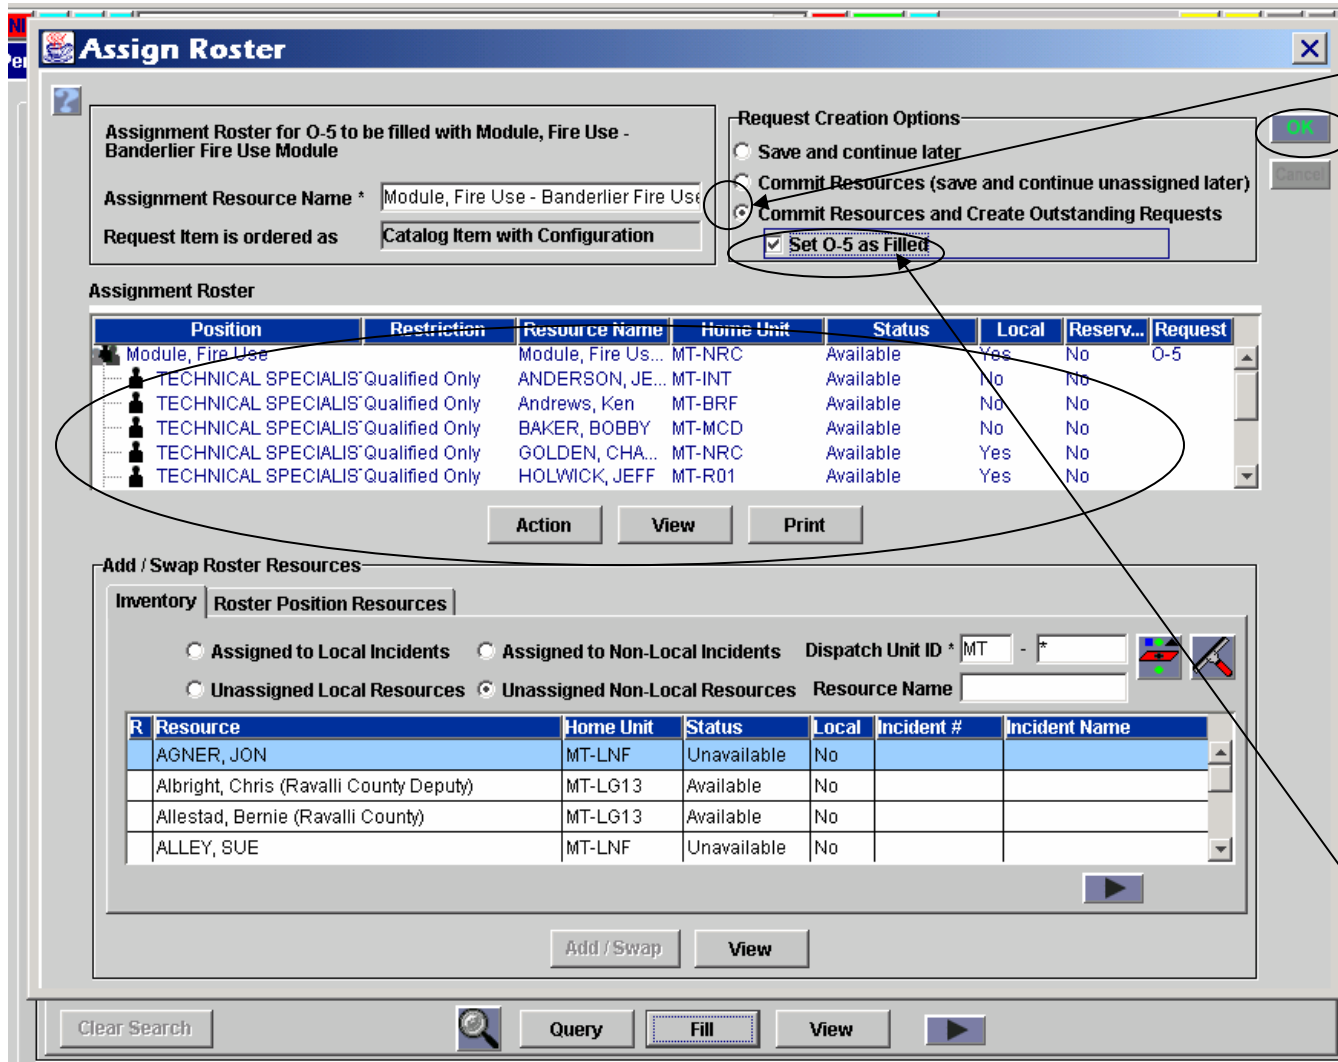 NI
Per
Assign Roster
?
Assignment Roster for O-5 to be filled with Module, Fire Use -
Banderlier Fire Use Module
Assignment Resource Name * Module, Fire Use - Banderlier Fire Use
Request Item is ordered as Catalog Item with Configuration
Request Creation Options
Save and continue later
Commit Resources (save and continue unassigned later)
Commit Resources and Create Outstanding Requests
Set O-5 as Filled
OK
Cancel
Assignment Roster
Position Restriction Resource Name Home Unit Status Local Reserv... Request
Module, Fire Use Module, Fire Us... MT-NRC Available Yes No O-5
TECHNICAL SPECIALIST Qualified Only ANDERSON, JE... MT-INT Available No No
TECHNICAL SPECIALIST Qualified Only Andrews, Ken MT-BRF Available No No
TECHNICAL SPECIALIST Qualified Only BAKER, BOBBY MT-MCD Available No No
TECHNICAL SPECIALIST Qualified Only GOLDEN, CHA... MT-NRC Available Yes No
TECHNICAL SPECIALIST Qualified Only HOLWICK, JEFF MT-R01 Available Yes No
Action View Print
Add / Swap Roster Resources
Inventory Roster Position Resources
Assigned to Local Incidents Assigned to Non-Local Incidents Dispatch Unit ID * MT - *
Unassigned Local Resources Unassigned Non-Local Resources Resource Name
R Resource Home Unit Status Local Incident # Incident Name
AGNER, JON MT-LNF Unavailable No
Albright, Chris (Ravalli County Deputy) MT-LG13 Available No
Allestad, Bernie (Ravalli County) MT-LG13 Available No
ALLEY, SUE MT-LNF Unavailable No
Add / Swap View
Clear Search Query Fill View